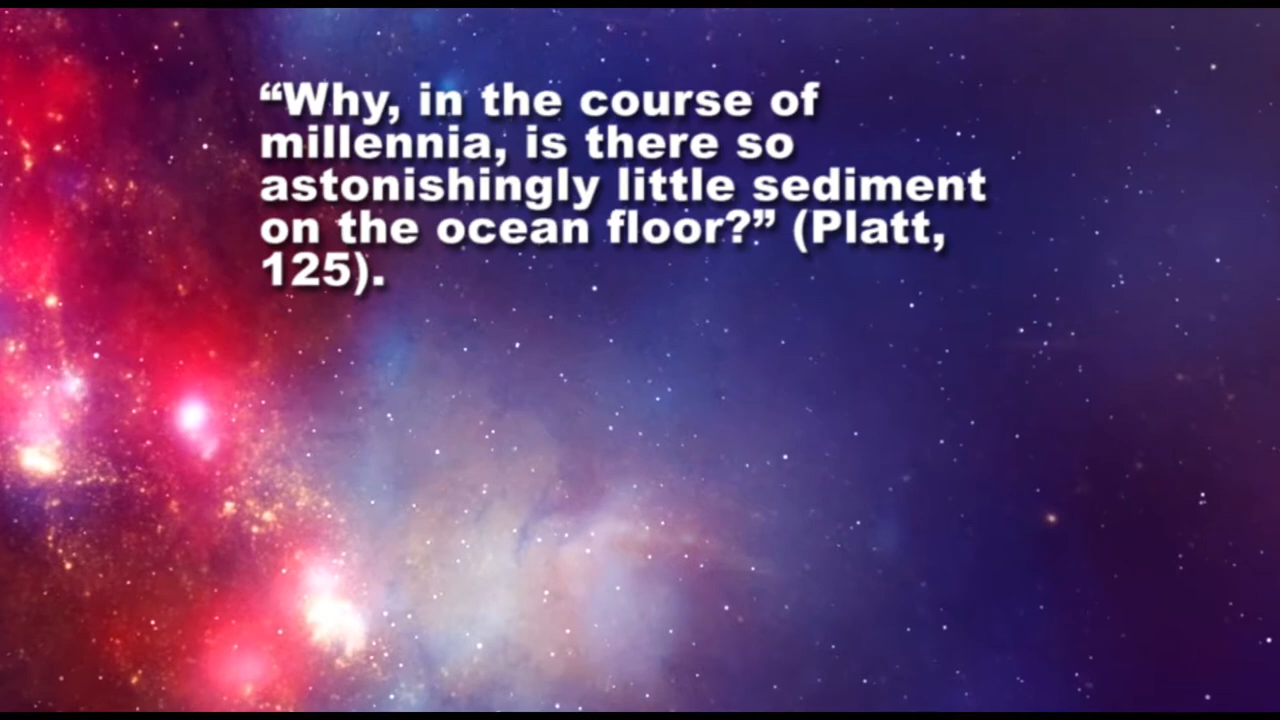 “Why, in the course of
millennia, is there so
astonishingly little sediment
on the ocean floor?” (Platt,
125).